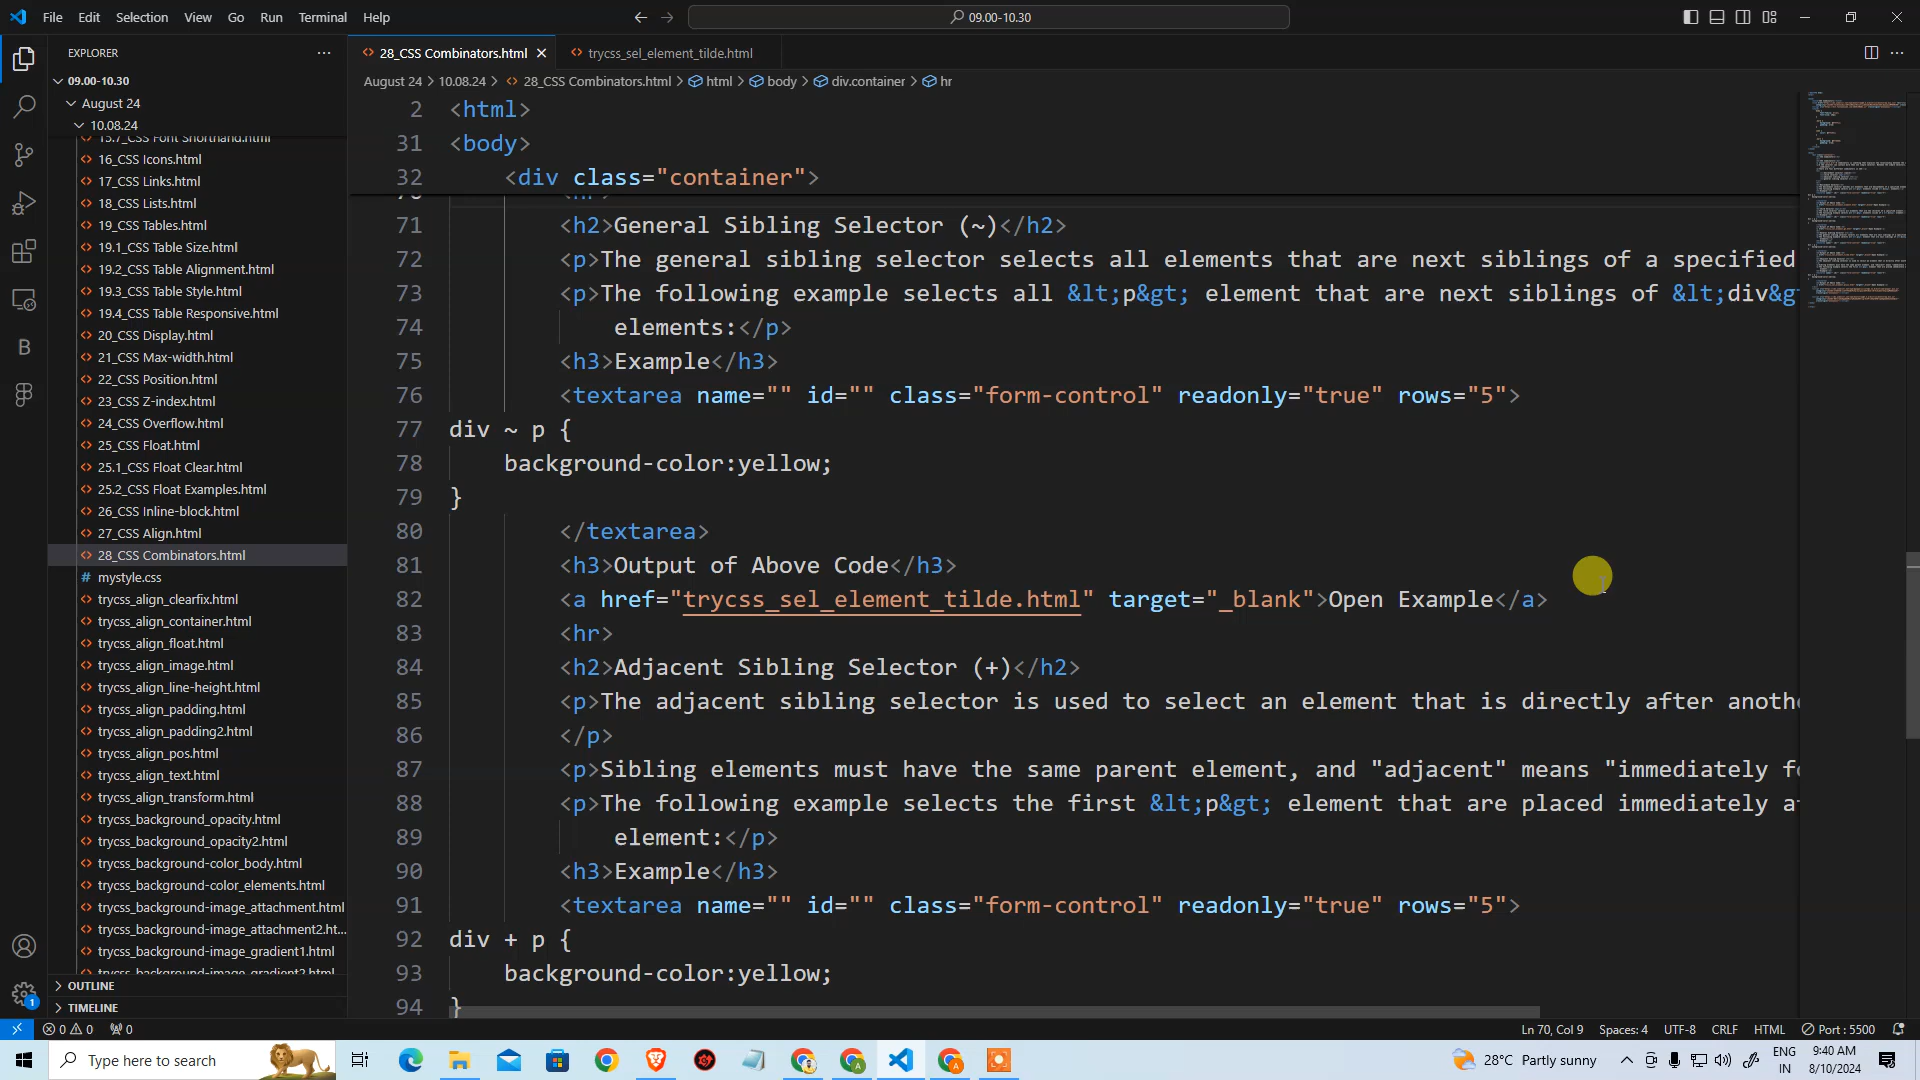 File Edit Selection View Go Run Terminal Help
09.00-10.30
EXPLORER
28_CSS Combinators.html
trycss_sel_element_tilde.html
09.00-10.30
August 24 > 10.08.24 > 28_CSS Combinators.html > html > body > div.container > hr
August 24
10.08.24
16_CSS Icons.html
17_CSS Links.html
18_CSS Lists.html
19_CSS Tables.html
19.1_CSS Table Size.html
19.2_CSS Table Alignment.html
19.3_CSS Table Style.html
19.4_CSS Table Responsive.html
20_CSS Display.html
21_CSS Max-width.html
22_CSS Position.html
23_CSS Z-index.html
24_CSS Overflow.html
25_CSS Float.html
25.1_CSS Float Clear.html
25.2_CSS Float Examples.html
26_CSS Inline-block.html
27_CSS Align.html
28_CSS Combinators.html
mystyle.css
trycss_align_clearfix.html
trycss_align_container.html
trycss_align_float.html
trycss_align_image.html
trycss_align_line-height.html
trycss_align_padding.html
trycss_align_padding2.html
trycss_align_pos.html
trycss_align_text.html
trycss_align_transform.html
trycss_background_opacity.html
trycss_background_opacity2.html
trycss_background-color_body.html
trycss_background-color_elements.html
trycss_background-image_attachment.html
trycss_background-image_attachment2.ht...
trycss_background-image_gradient1.html
OUTLINE
TIMELINE
2 <html>
31 <body>
32 <div class="container">
71 <h2>General Sibling Selector (~)</h2>
72 <p>The general sibling selector selects all elements that are next siblings of a specified
73 <p>The following example selects all &lt;p&gt; element that are next siblings of &lt;div&g
74 elements:</p>
75 <h3>Example</h3>
76 <textarea name="" id="" class="form-control" readonly="true" rows="5">
77 div ~ p {
78 background-color:yellow;
79 }
80 </textarea>
81 <h3>Output of Above Code</h3>
82 <a href="trycss_sel_element_tilde.html" target="_blank">Open Example</a>
83 <hr>
84 <h2>Adjacent Sibling Selector (+)</h2>
85 <p>The adjacent sibling selector is used to select an element that is directly after anoth
86 </p>
87 <p>Sibling elements must have the same parent element, and "adjacent" means "immediately f
88 <p>The following example selects the first &lt;p&gt; element that are placed immediately a
89 element:</p>
90 <h3>Example</h3>
91 <textarea name="" id="" class="form-control" readonly="true" rows="5">
92 div + p {
93 background-color:yellow;
94 }
0 0 0
Ln 70, Col 9 Spaces: 4 UTF-8 CRLF HTML Port : 5500
Type here to search
28°C Partly sunny
ENG
IN
9:40 AM
8/10/2024